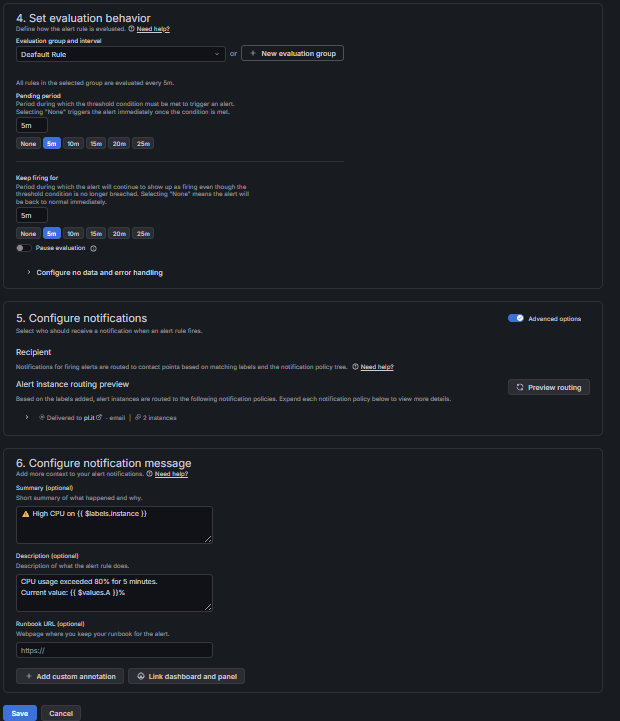 4. Set evaluation behavior
Define how the alert rule is evaluated. Need help?
Evaluation group and interval
Deafault Rule
or
+ New evaluation group
All rules in the selected group are evaluated every 5m.
Pending period
Period during which the threshold condition must be met to trigger an alert.
Selecting "None" triggers the alert immediately once the condition is met.
5m
None 5m 10m 15m 20m 25m
Keep firing for
Period during which the alert will continue to show up as firing even though the
threshold condition is no longer breached. Selecting "None" means the alert will
be back to normal immediately.
5m
None 5m 10m 15m 20m 25m
Pause evaluation
Configure no data and error handling
5. Configure notifications
Advanced options
Select who should receive a notification when an alert rule fires.
Recipient
Notifications for firing alerts are routed to contact points based on matching labels and the notification policy tree. Need help?
Alert instance routing preview
Preview routing
Based on the labels added, alert instances are routed to the following notification policies. Expand each notification policy below to view more details.
Delivered to pl.it · email | 2 instances
6. Configure notification message
Add more context to your alert notifications. Need help?
Summary (optional)
Short summary of what happened and why.
⚠ High CPU on {{ $labels.instance }}
Description (optional)
Description of what the alert rule does.
CPU usage exceeded 80% for 5 minutes.
Current value: {{ $values.A }}%
Runbook URL (optional)
Webpage where you keep your runbook for the alert.
https://
+ Add custom annotation
Link dashboard and panel
Save
Cancel